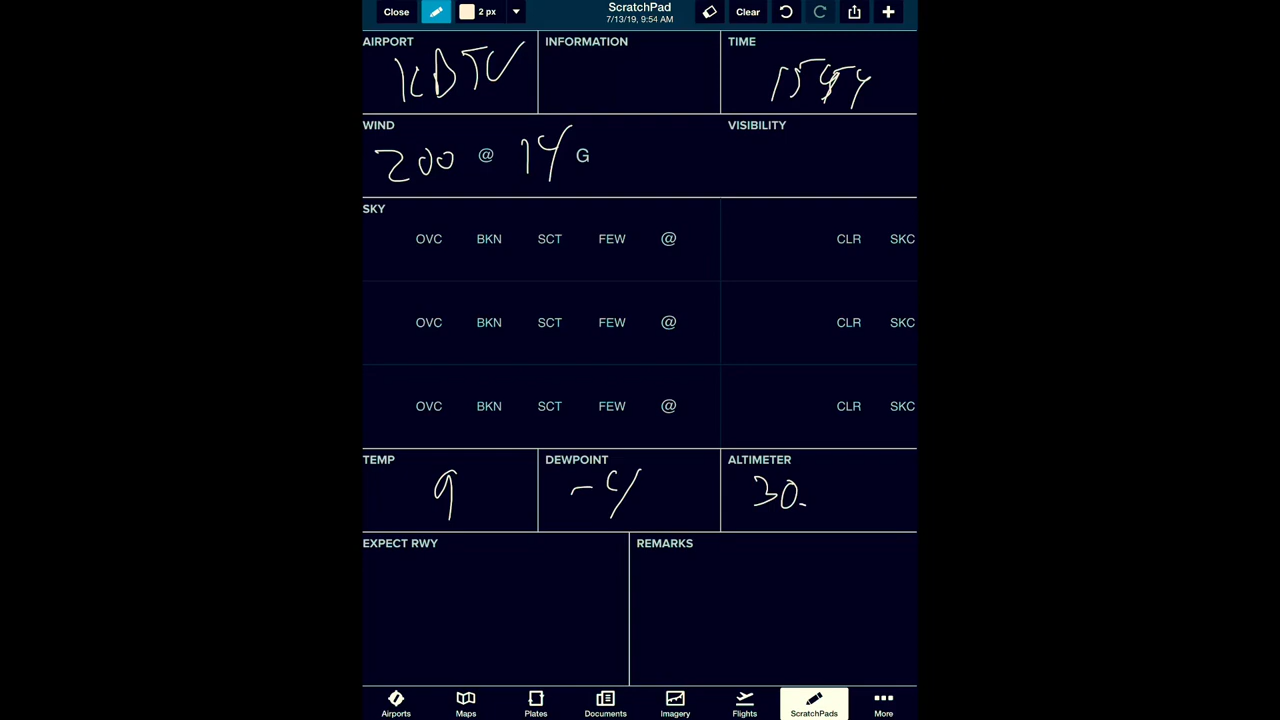 ScratchPad
Close 2 px 7/13/19, 9:54 AM Clear
AIRPORT INFORMATION TIME
KDTV 15454
WIND VISIBILITY
200 @ 14 G
SKY
OVC BKN SCT FEW @ CLR SKC
OVC BKN SCT FEW @ CLR SKC
OVC BKN SCT FEW @ CLR SKC
TEMP DEWPOINT ALTIMETER
9 -4 30.
EXPECT RWY REMARKS
Airports Maps Plates Documents Imagery Flights ScratchPads More